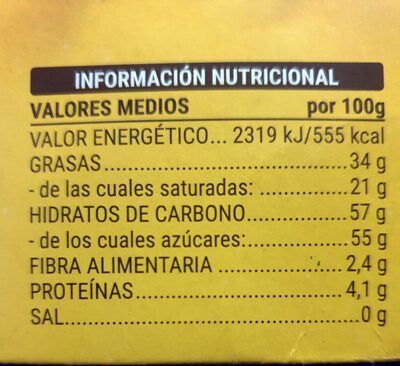 INFORMACIÓN NUTRICIONAL
VALORES MEDIOS por 100g
VALOR ENERGÉTICO... 2319 kJ/555 kcal
GRASAS.....................................34 g
- de las cuales saturadas: ..............21 g
HIDRATOS DE CARBONO...............57 g
- de los cuales azúcares:...............55 g
FIBRA ALIMENTARIA ...................2,4 g
PROTEÍNAS................................4,1 g
SAL...........................................0 g